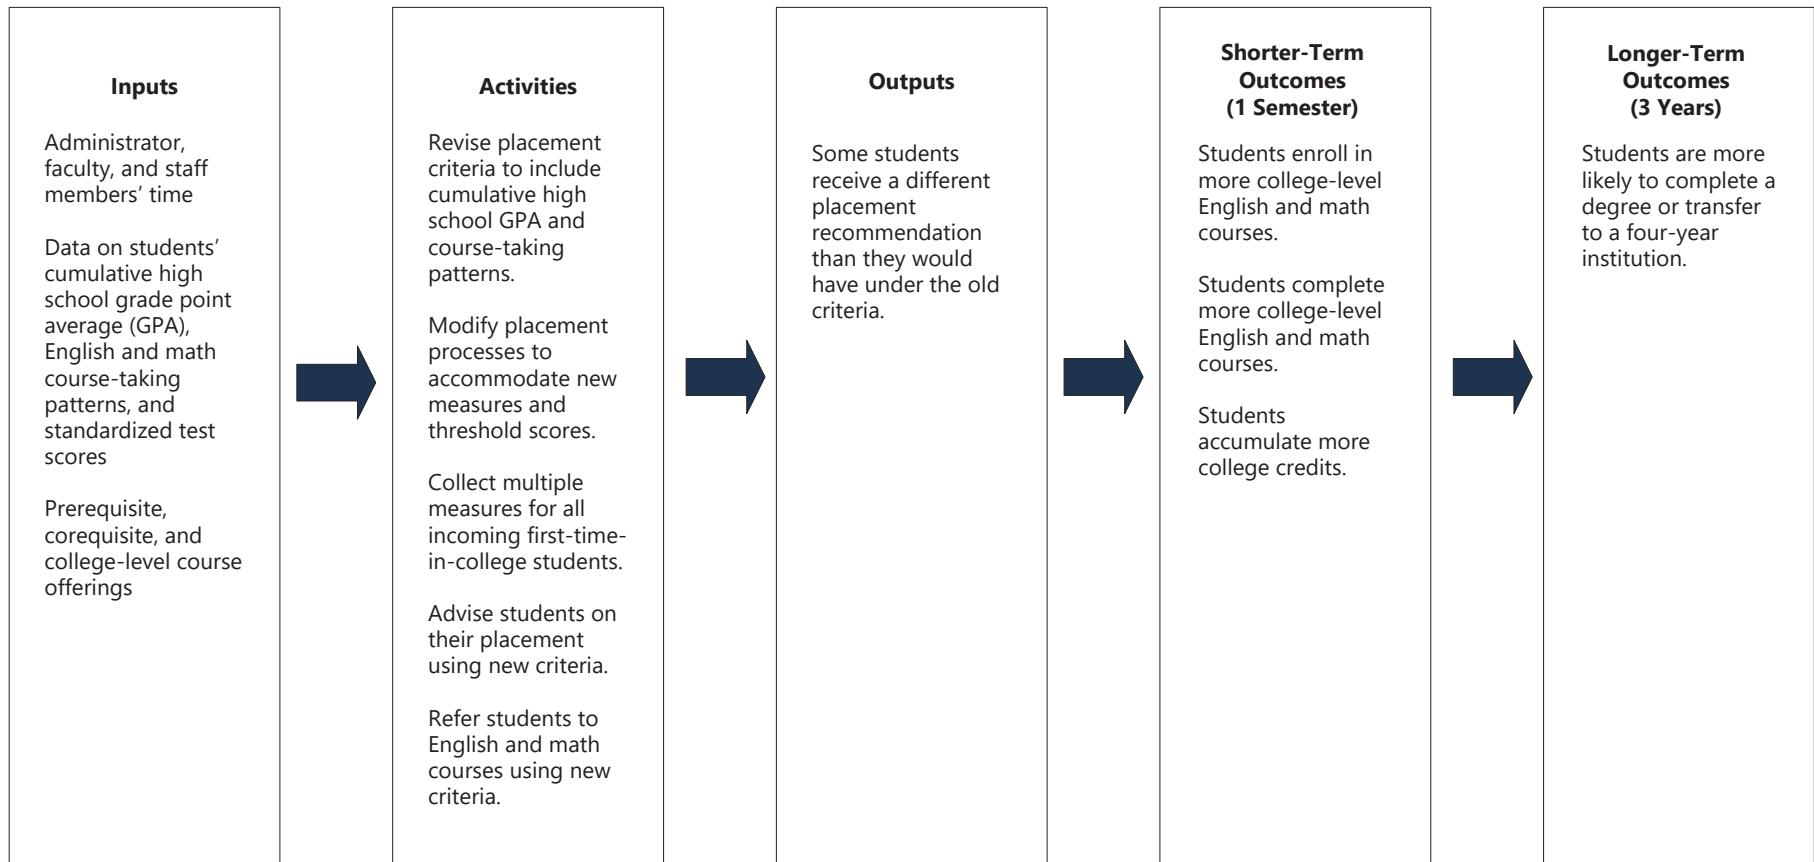 Inputs
Administrator,
faculty, and staff
members’ time
Data on students’
cumulative high
school grade point
average (GPA),
English and math
course-taking
patterns, and
standardized test
scores
Prerequisite,
corequisite, and
college-level course
offerings
Activities
Revise placement
criteria to include
cumulative high
school GPA and
course-taking
patterns.
Modify placement
processes to
accommodate new
measures and
threshold scores.
Collect multiple
measures for all
incoming first-time-
in-college students.
Advise students on
their placement
using new criteria.
Refer students to
English and math
courses using new
criteria.
Outputs
Some students
receive a different
placement
recommendation
than they would
have under the old
criteria.
Shorter-Term
Outcomes
(1 Semester)
Students enroll in
more college-level
English and math
courses.
Students complete
more college-level
English and math
courses.
Students
accumulate more
college credits.
Longer-Term
Outcomes
(3 Years)
Students are more
likely to complete a
degree or transfer
to a four-year
institution.